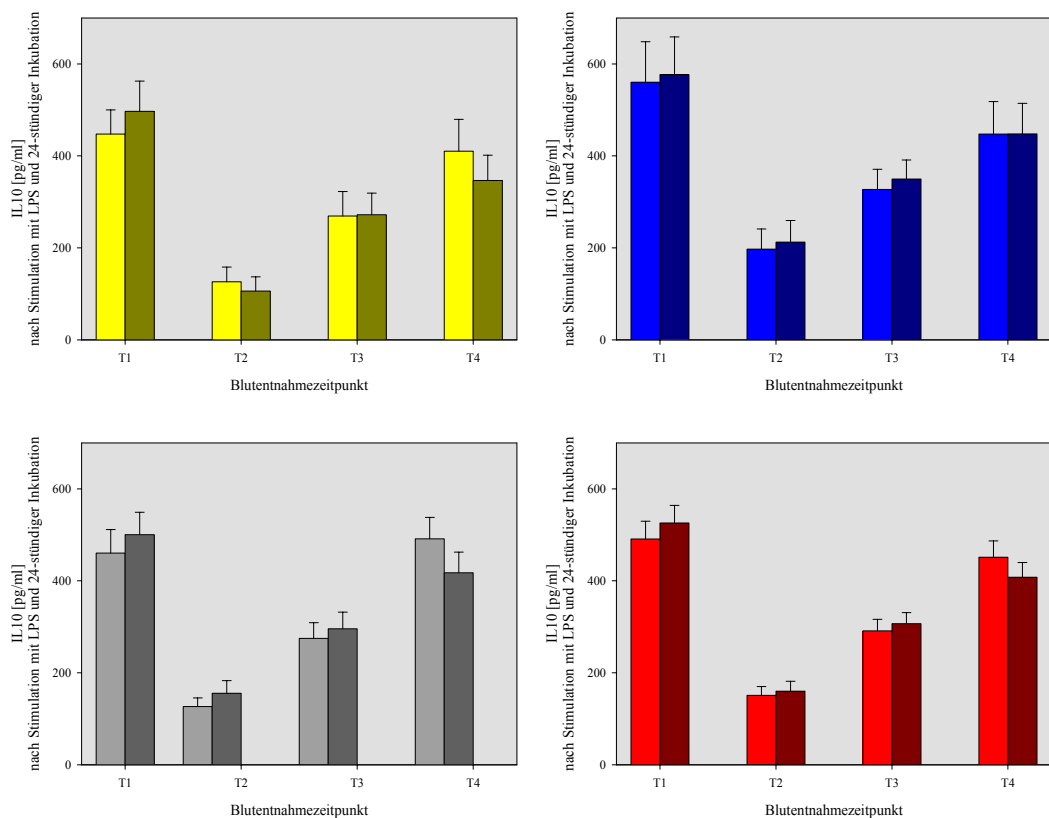 IL10 [pg/ml]
nach Stimulation mit LPS und 24-stündiger Inkubation
600
400
200
0
T1 T2 T3 T4
Blutentnahmezeitpunkt
IL10 [pg/ml]
nach Stimulation mit LPS und 24-stündiger Inkubation
600
400
200
0
T1 T2 T3 T4
Blutentnahmezeitpunkt
IL10 [pg/ml]
nach Stimulation mit LPS und 24-stündiger Inkubation
600
400
200
0
T1 T2 T3 T4
Blutentnahmezeitpunkt
IL10 [pg/ml]
nach Stimulation mit LPS und 24-stündiger Inkubation
600
400
200
0
T1 T2 T3 T4
Blutentnahmezeitpunkt